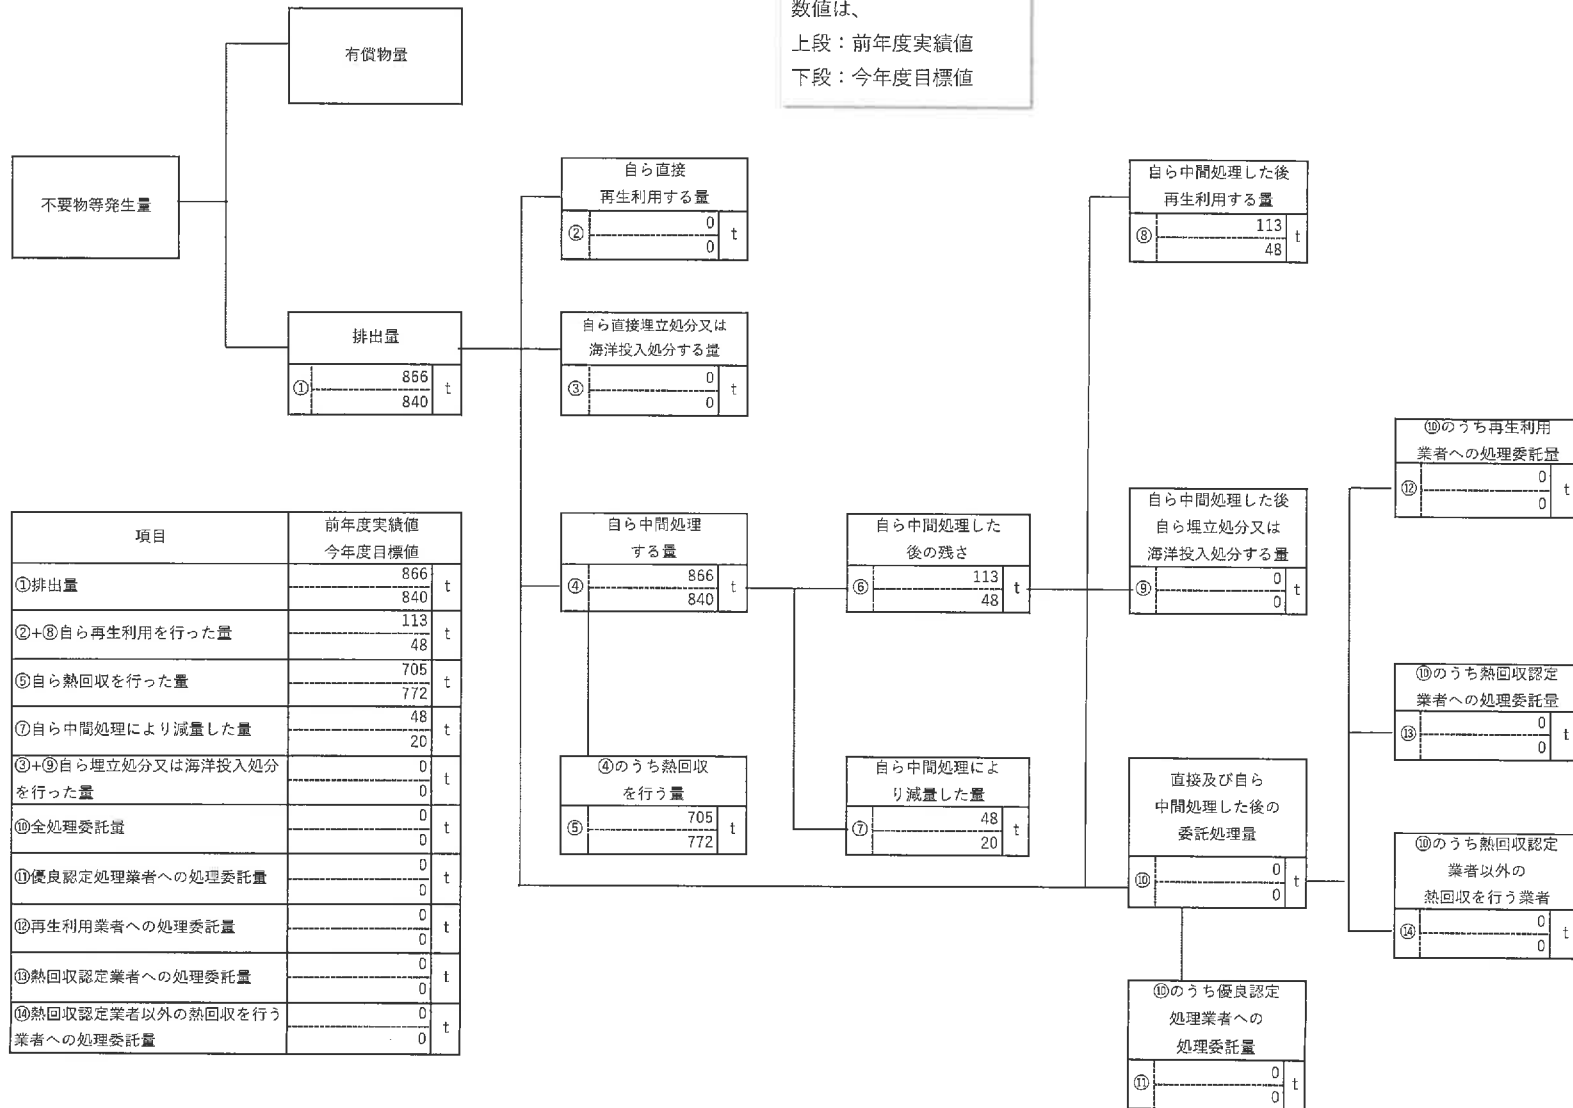 数値は、
上段：前年度実績値
下段：今年度目標値
有償物量
不要物等発生量
排出量
① 866 t
840
自ら直接
再生利用する量
② 0 t
0
自ら直接埋立処分又は
海洋投入処分する量
③ 0 t
0
自ら中間処理
する量
④ 866 t
840
④のうち熱回収
を行う量
⑤ 705 t
772
自ら中間処理した
後の残さ
⑥ 113 t
48
自ら中間処理によ
り減量した量
⑦ 48 t
20
自ら中間処理した後
再生利用する量
⑧ 113 t
48
自ら中間処理した後
自ら埋立処分又は
海洋投入処分する量
⑨ 0 t
0
直接及び自ら
中間処理した後の
委託処理量
⑩ 0 t
0
⑩のうち優良認定
処理業者への
処理委託量
⑪ 0 t
0
⑩のうち再生利用
業者への処理委託量
⑫ 0 t
0
⑩のうち熱回収認定
業者への処理委託量
⑬ 0 t
0
⑩のうち熱回収認定
業者以外の
熱回収を行う業者
⑭ 0 t
0
項目 前年度実績値
今年度目標値
①排出量 866 t
840
②+⑧自ら再生利用を行った量 113 t
48
⑤自ら熱回収を行った量 705 t
772
⑦自ら中間処理により減量した量 48 t
20
③+⑨自ら埋立処分又は海洋投入処分 0 t
を行った量 0
⑩全処理委託量 0 t
0
⑪優良認定処理業者への処理委託量 0 t
0
⑫再生利用業者への処理委託量 0 t
0
⑬熱回収認定業者への処理委託量 0 t
0
⑭熱回収認定業者以外の熱回収を行う 0 t
業者への処理委託量 0